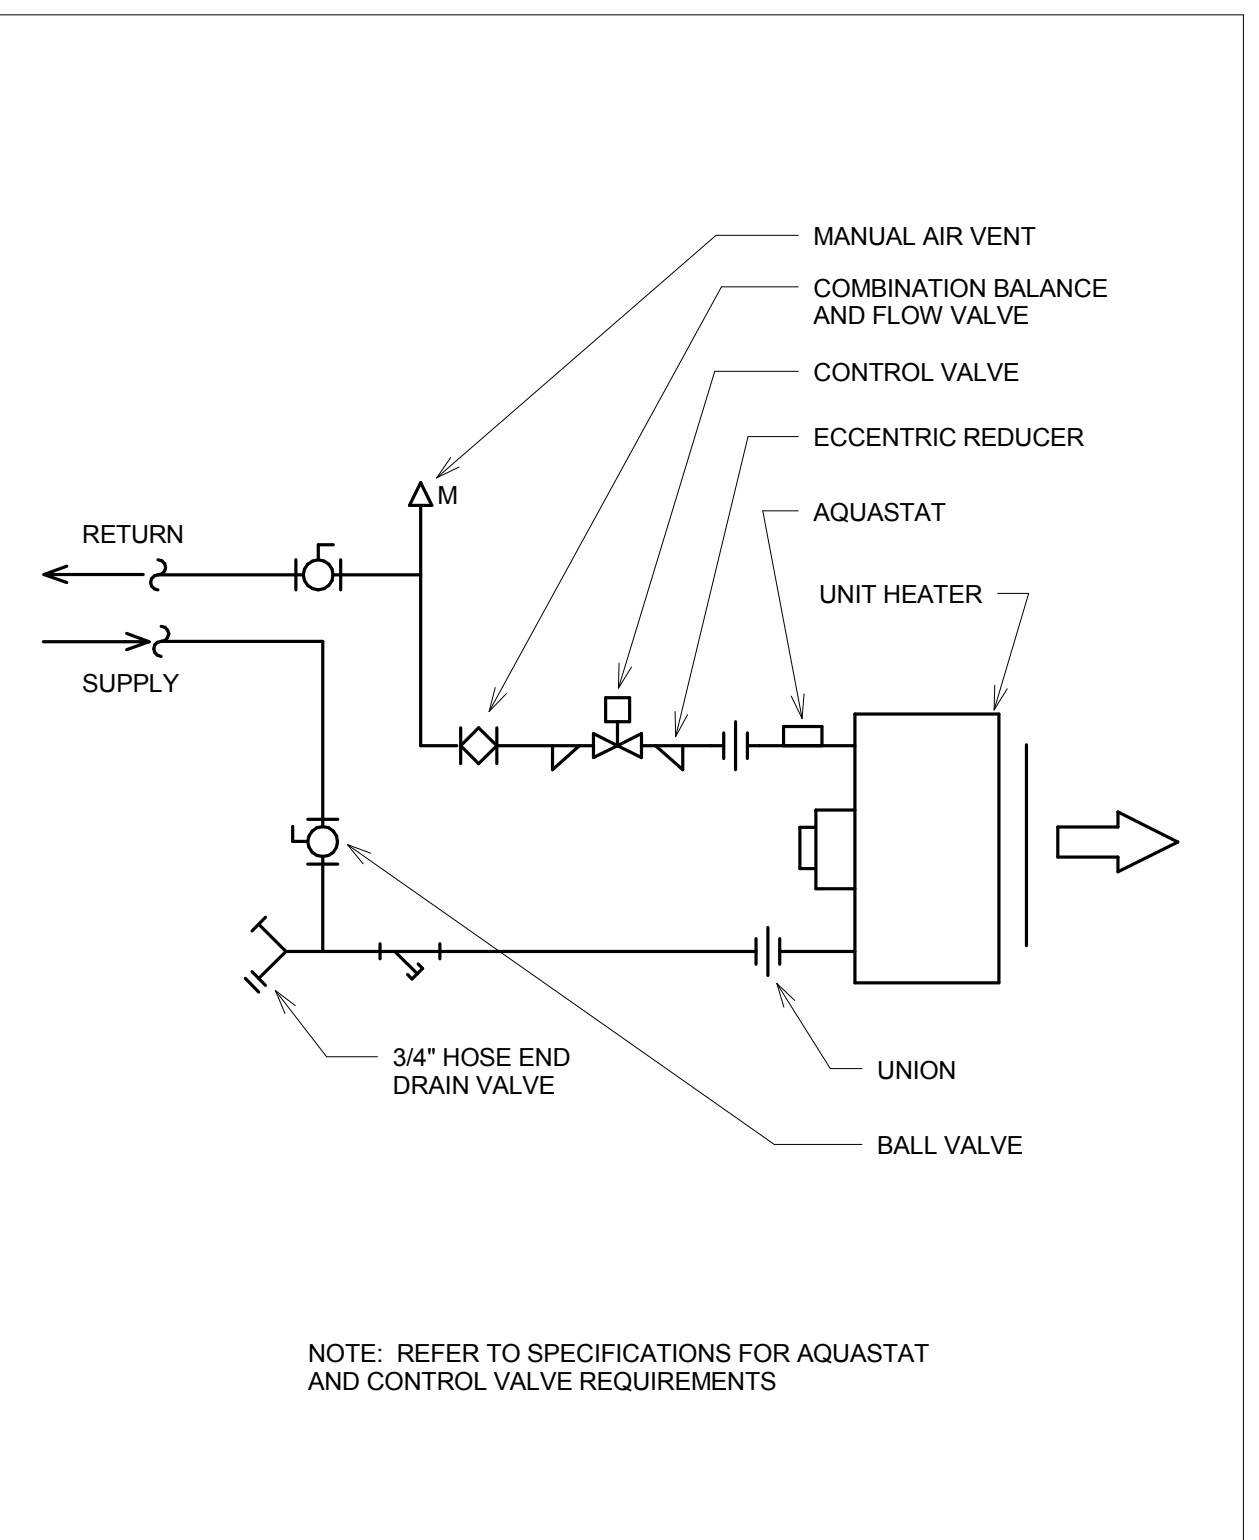 MANUAL AIR VENT
COMBINATION BALANCE
AND FLOW VALVE
CONTROL VALVE
ECCENTRIC REDUCER
M
AQUASTAT
RETURN
UNIT HEATER
SUPPLY
3/4" HOSE END
DRAIN VALVE
UNION
BALL VALVE
NOTE: REFER TO SPECIFICATIONS FOR AQUASTAT
AND CONTROL VALVE REQUIREMENTS